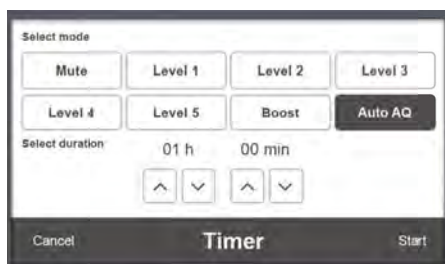 Select mode
Mute Level 1 Level 2 Level 3
Level 4 Level 5 Boost Auto AQ
Select duration 01 h 00 min
Cancel Timer Start